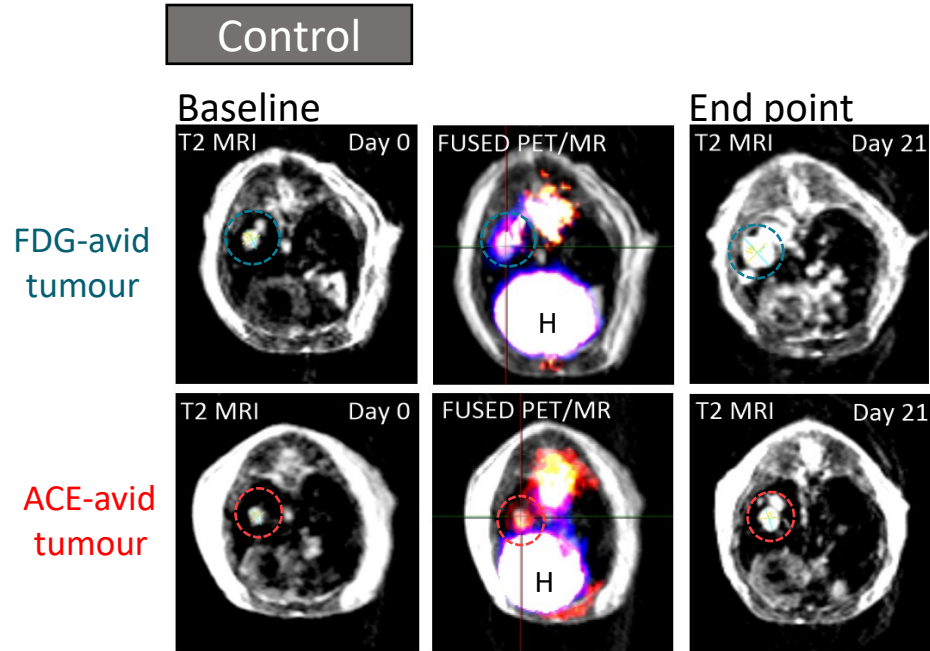 Control
Baseline
End point
T2 MRI Day 0
FUSED PET/MR
T2 MRI Day 21
FDG-avid
tumour
H
T2 MRI Day 0
FUSED PET/MR
T2 MRI Day 21
ACE-avid
tumour
H